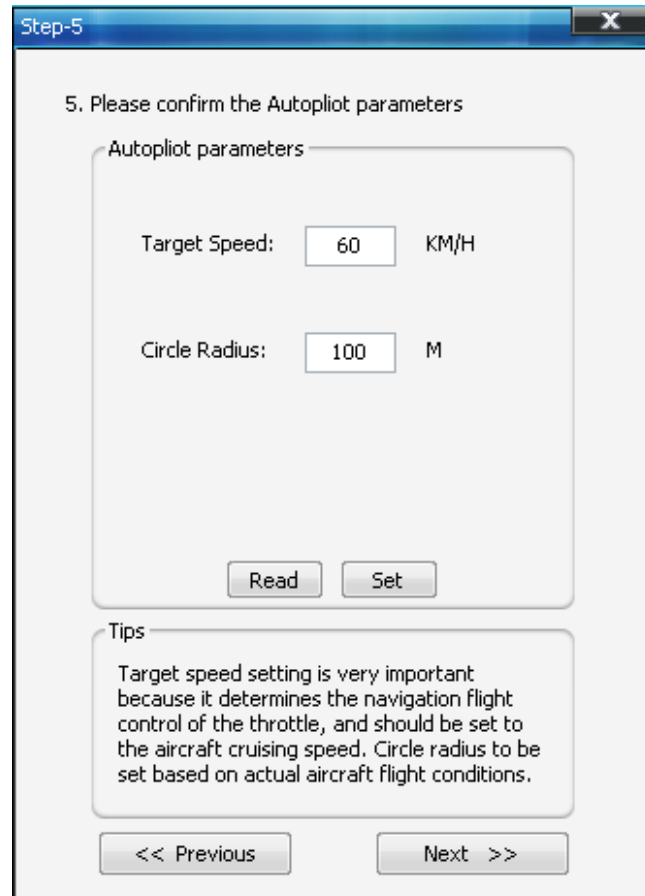 Step-5
X
5. Please confirm the Autopliot parameters
Autopliot parameters
Target Speed: 60 KM/H
Circle Radius: 100 M
Read Set
Tips
Target speed setting is very important
because it determines the navigation flight
control of the throttle, and should be set to
the aircraft cruising speed. Circle radius to be
set based on actual aircraft flight conditions.
<< Previous Next >>